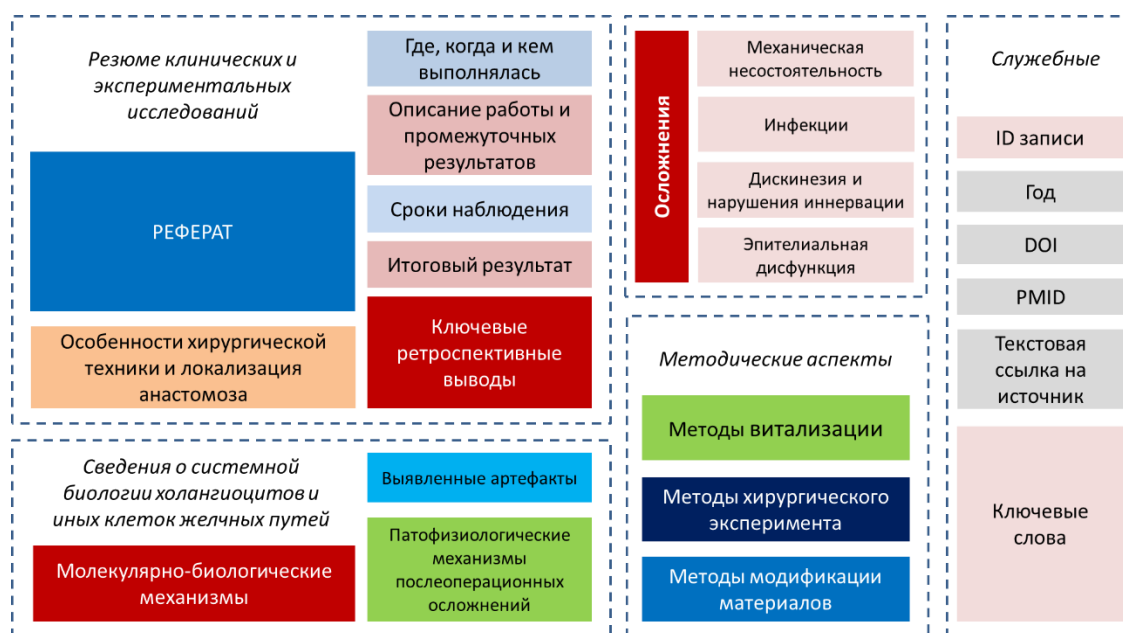 Резюме клинических и
экспериментальных
исследований
РЕФЕРАТ
Особенности хирургической
техники и локализация
анастомоза
Где, когда и кем
выполнялась
Описание работы и
промежуточных
результатов
Сроки наблюдения
Итоговый результат
Ключевые
ретроспективные
выводы
Осложнения
Механическая
несостоятельность
Инфекции
Дискинезия и
нарушения иннервации
Эпителиальная
дисфункция
Служебные
ID записи
Год
DOI
PMID
Текстовая
ссылка на
источник
Ключевые
слова
Сведения о системной
биологии холангиоцитов и
иных клеток желчных путей
Молекулярно-биологические
механизмы
Выявленные артефакты
Патофизиологические
механизмы
послеоперационных
осложнений
Методические аспекты
Методы витализации
Методы хирургического
эксперимента
Методы модификации
материалов